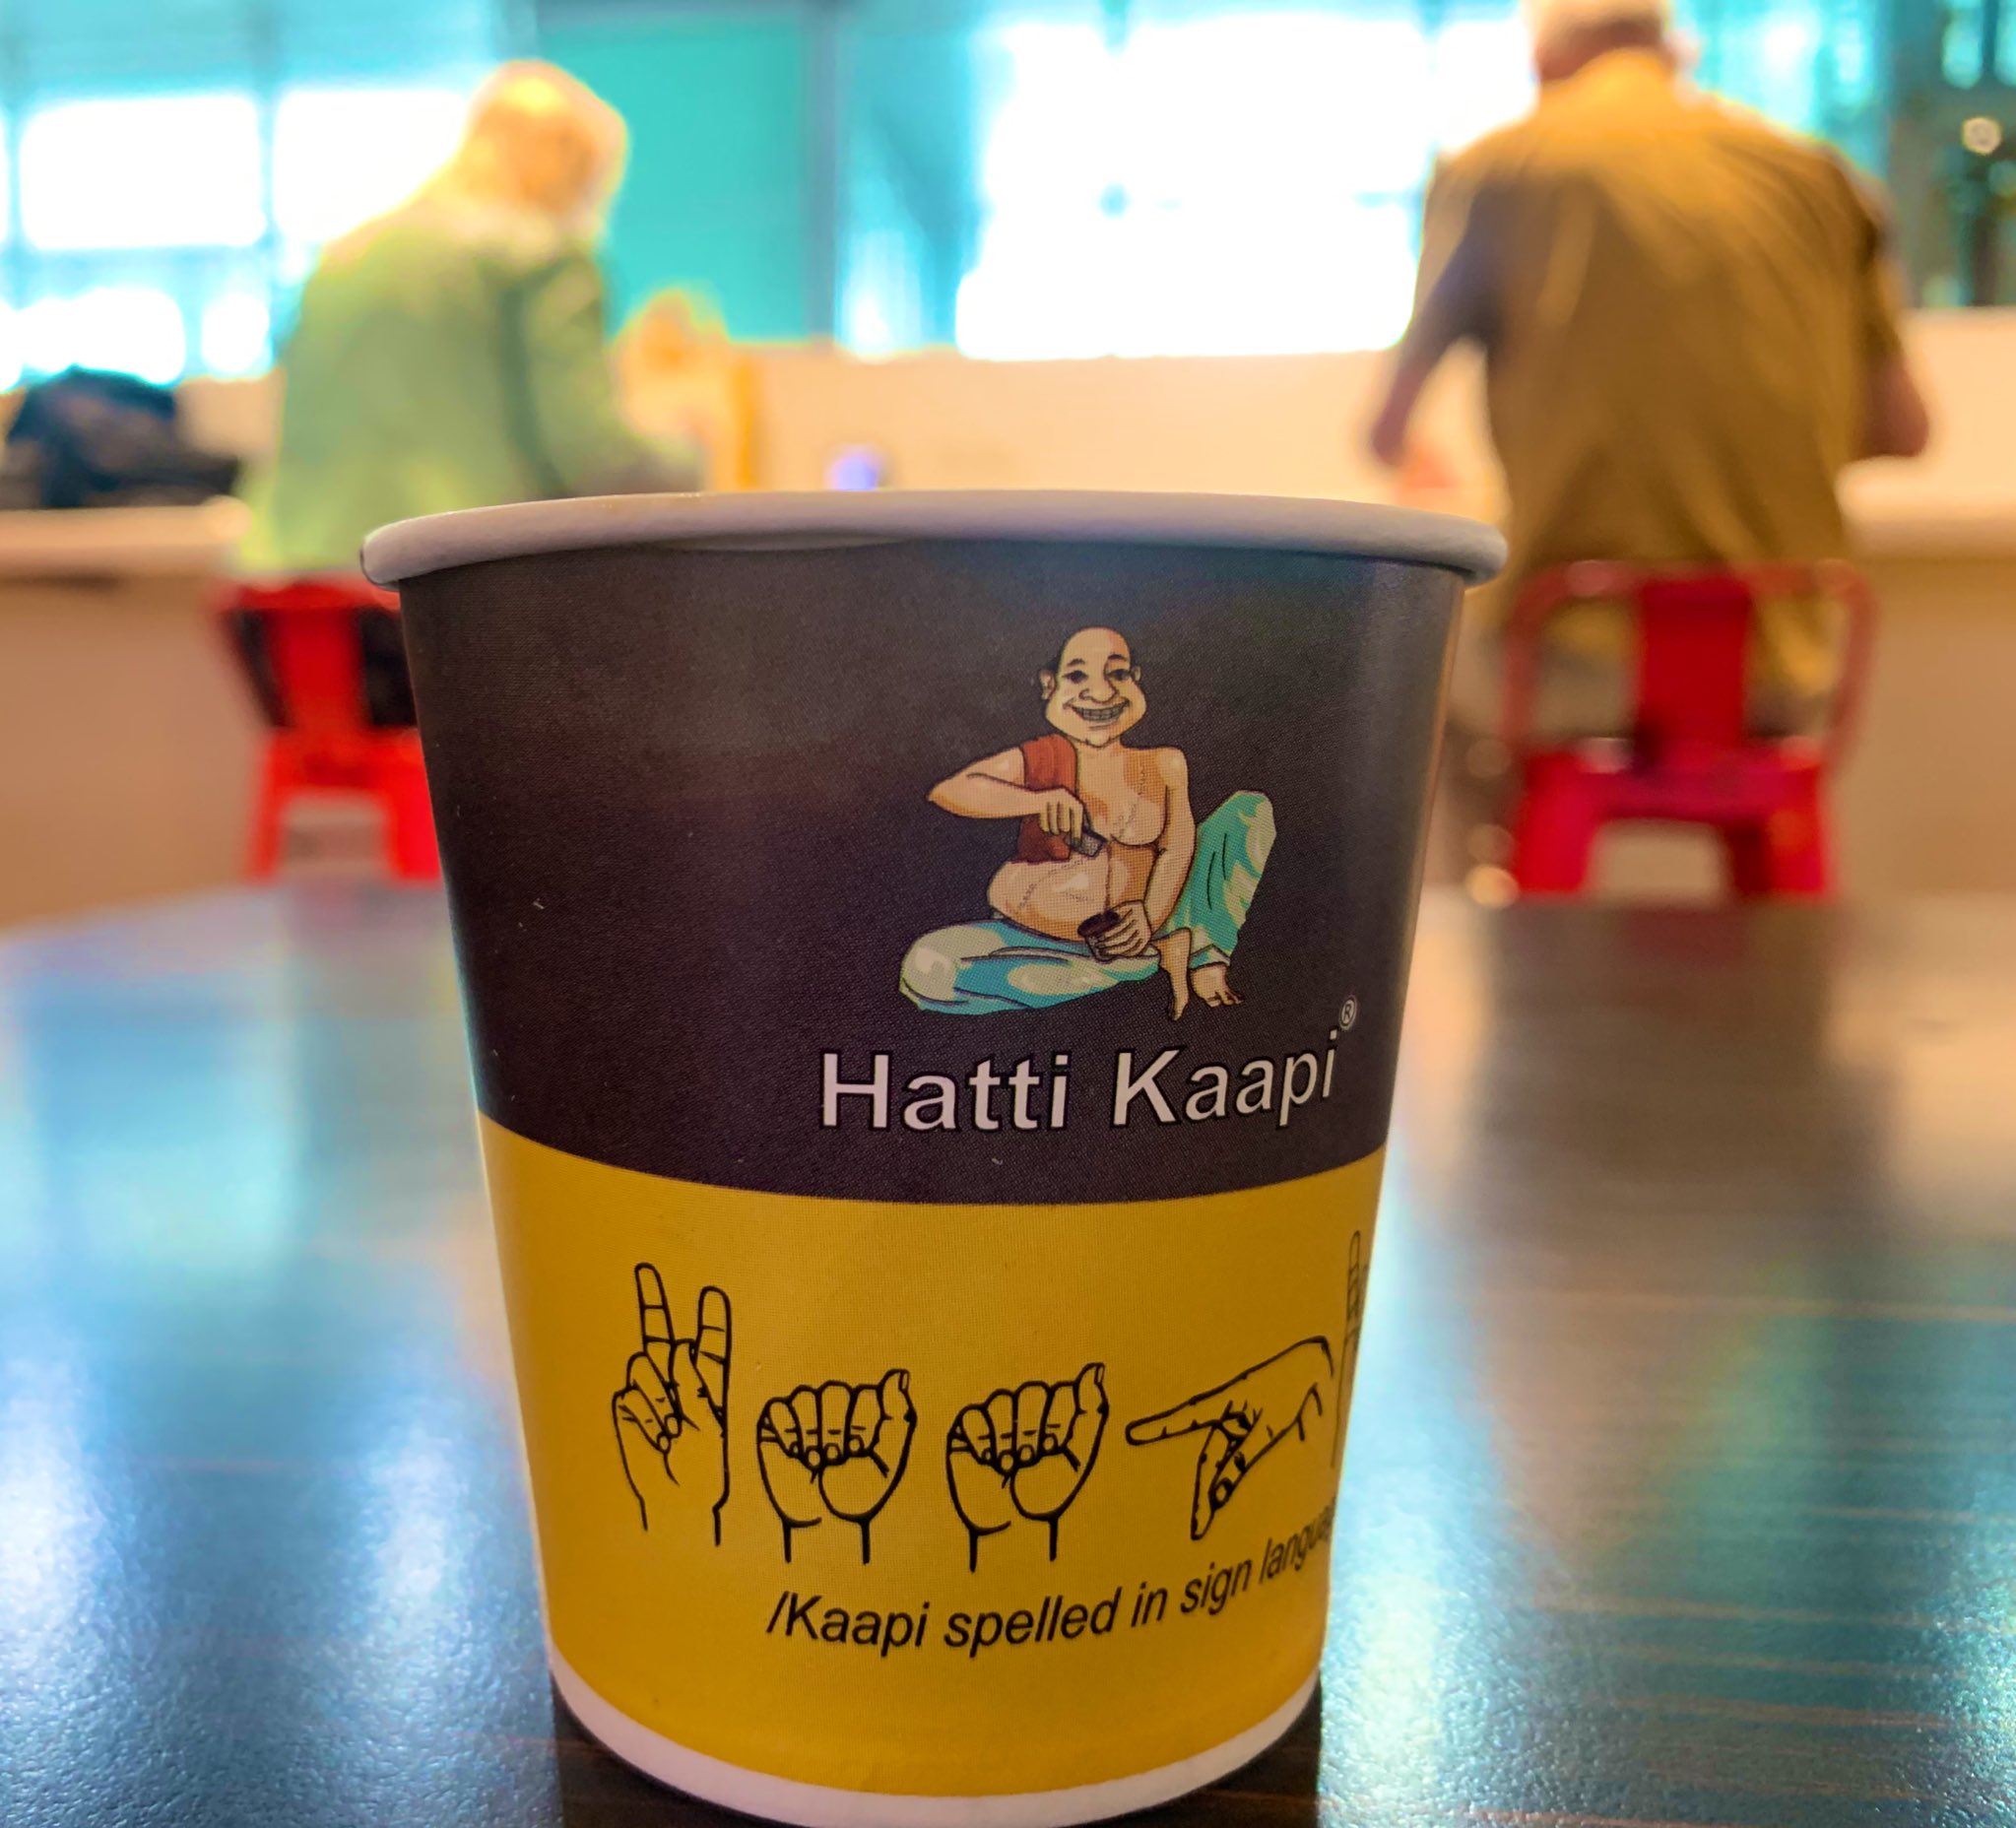 Hatti Kaapi®
/Kaapi spelled in sign